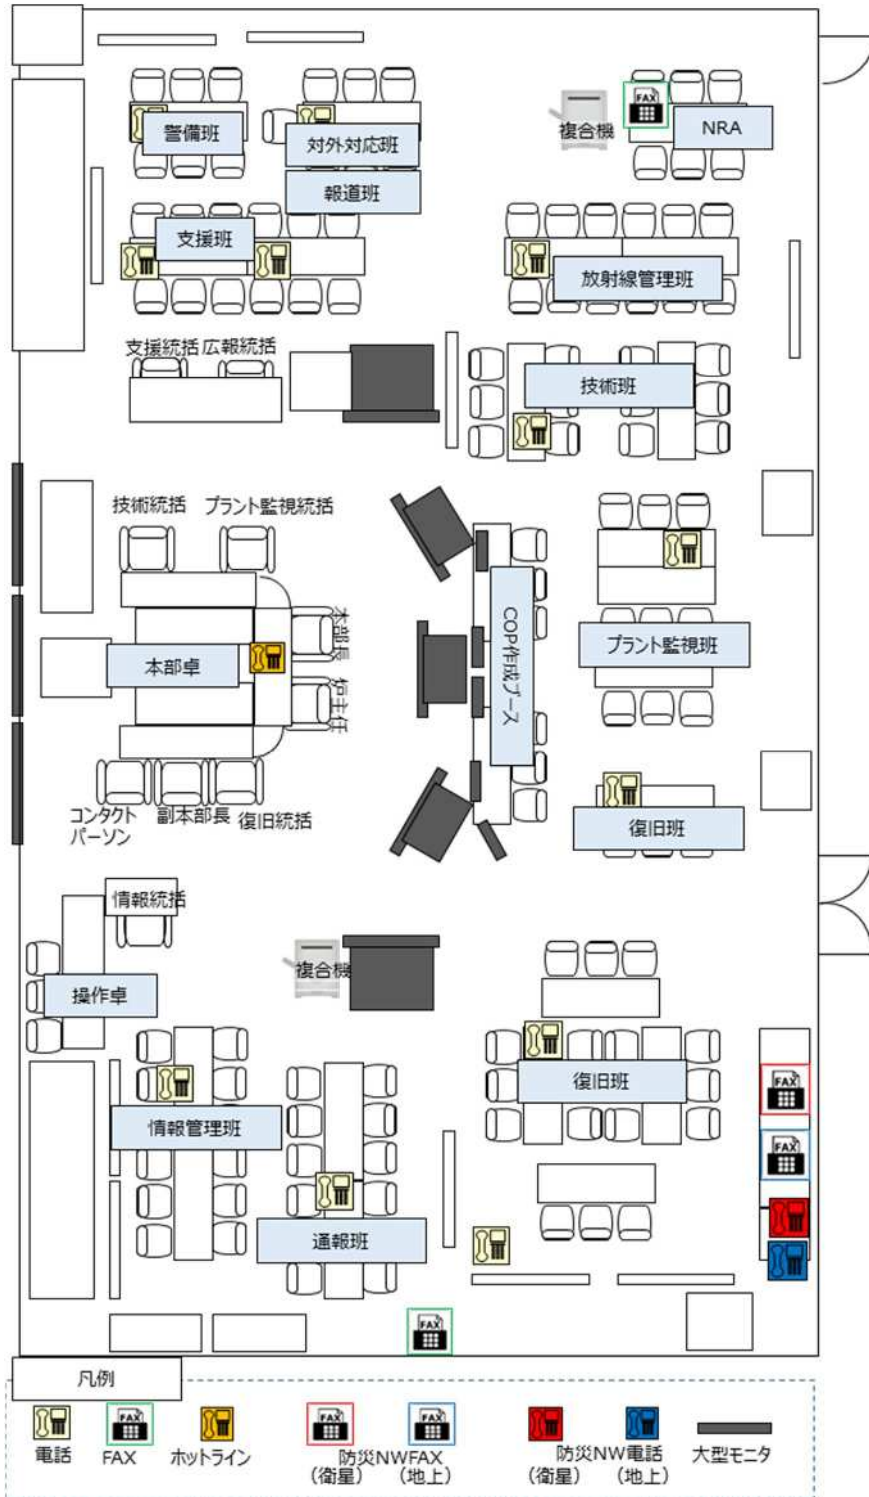 警備班
対外対応班
報道班
複合機
FAX
NRA
支援班
放射線管理班
支援統括 広報統括
技術班
技術統括 プラント監視統括
本部長
本部卓
炉主任
COP作成ブース
プラント監視班
コンタクト
パーソン
副本部長
復旧統括
復旧班
情報統括
操作卓
複合機
復旧班
FAX
FAX
情報管理班
通報班
FAX
凡例
FAX
FAX
FAX
電話
FAX
ホットライン
防災NWFAX
(衛星) (地上)
防災NW電話
(衛星) (地上)
大型モニタ